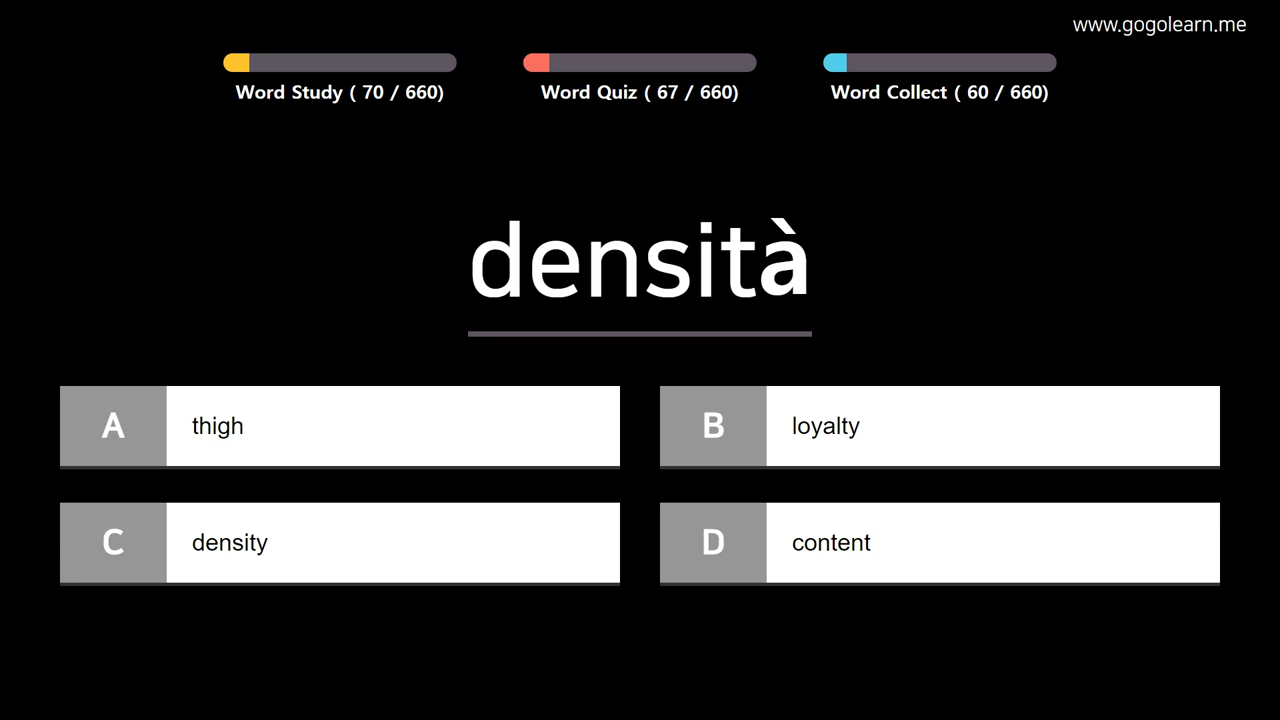 www.gogolearn.me
Word Study ( 70 / 660)
Word Quiz ( 67 / 660)
Word Collect ( 60 / 660)
densità
A thigh
B loyalty
C density
D content